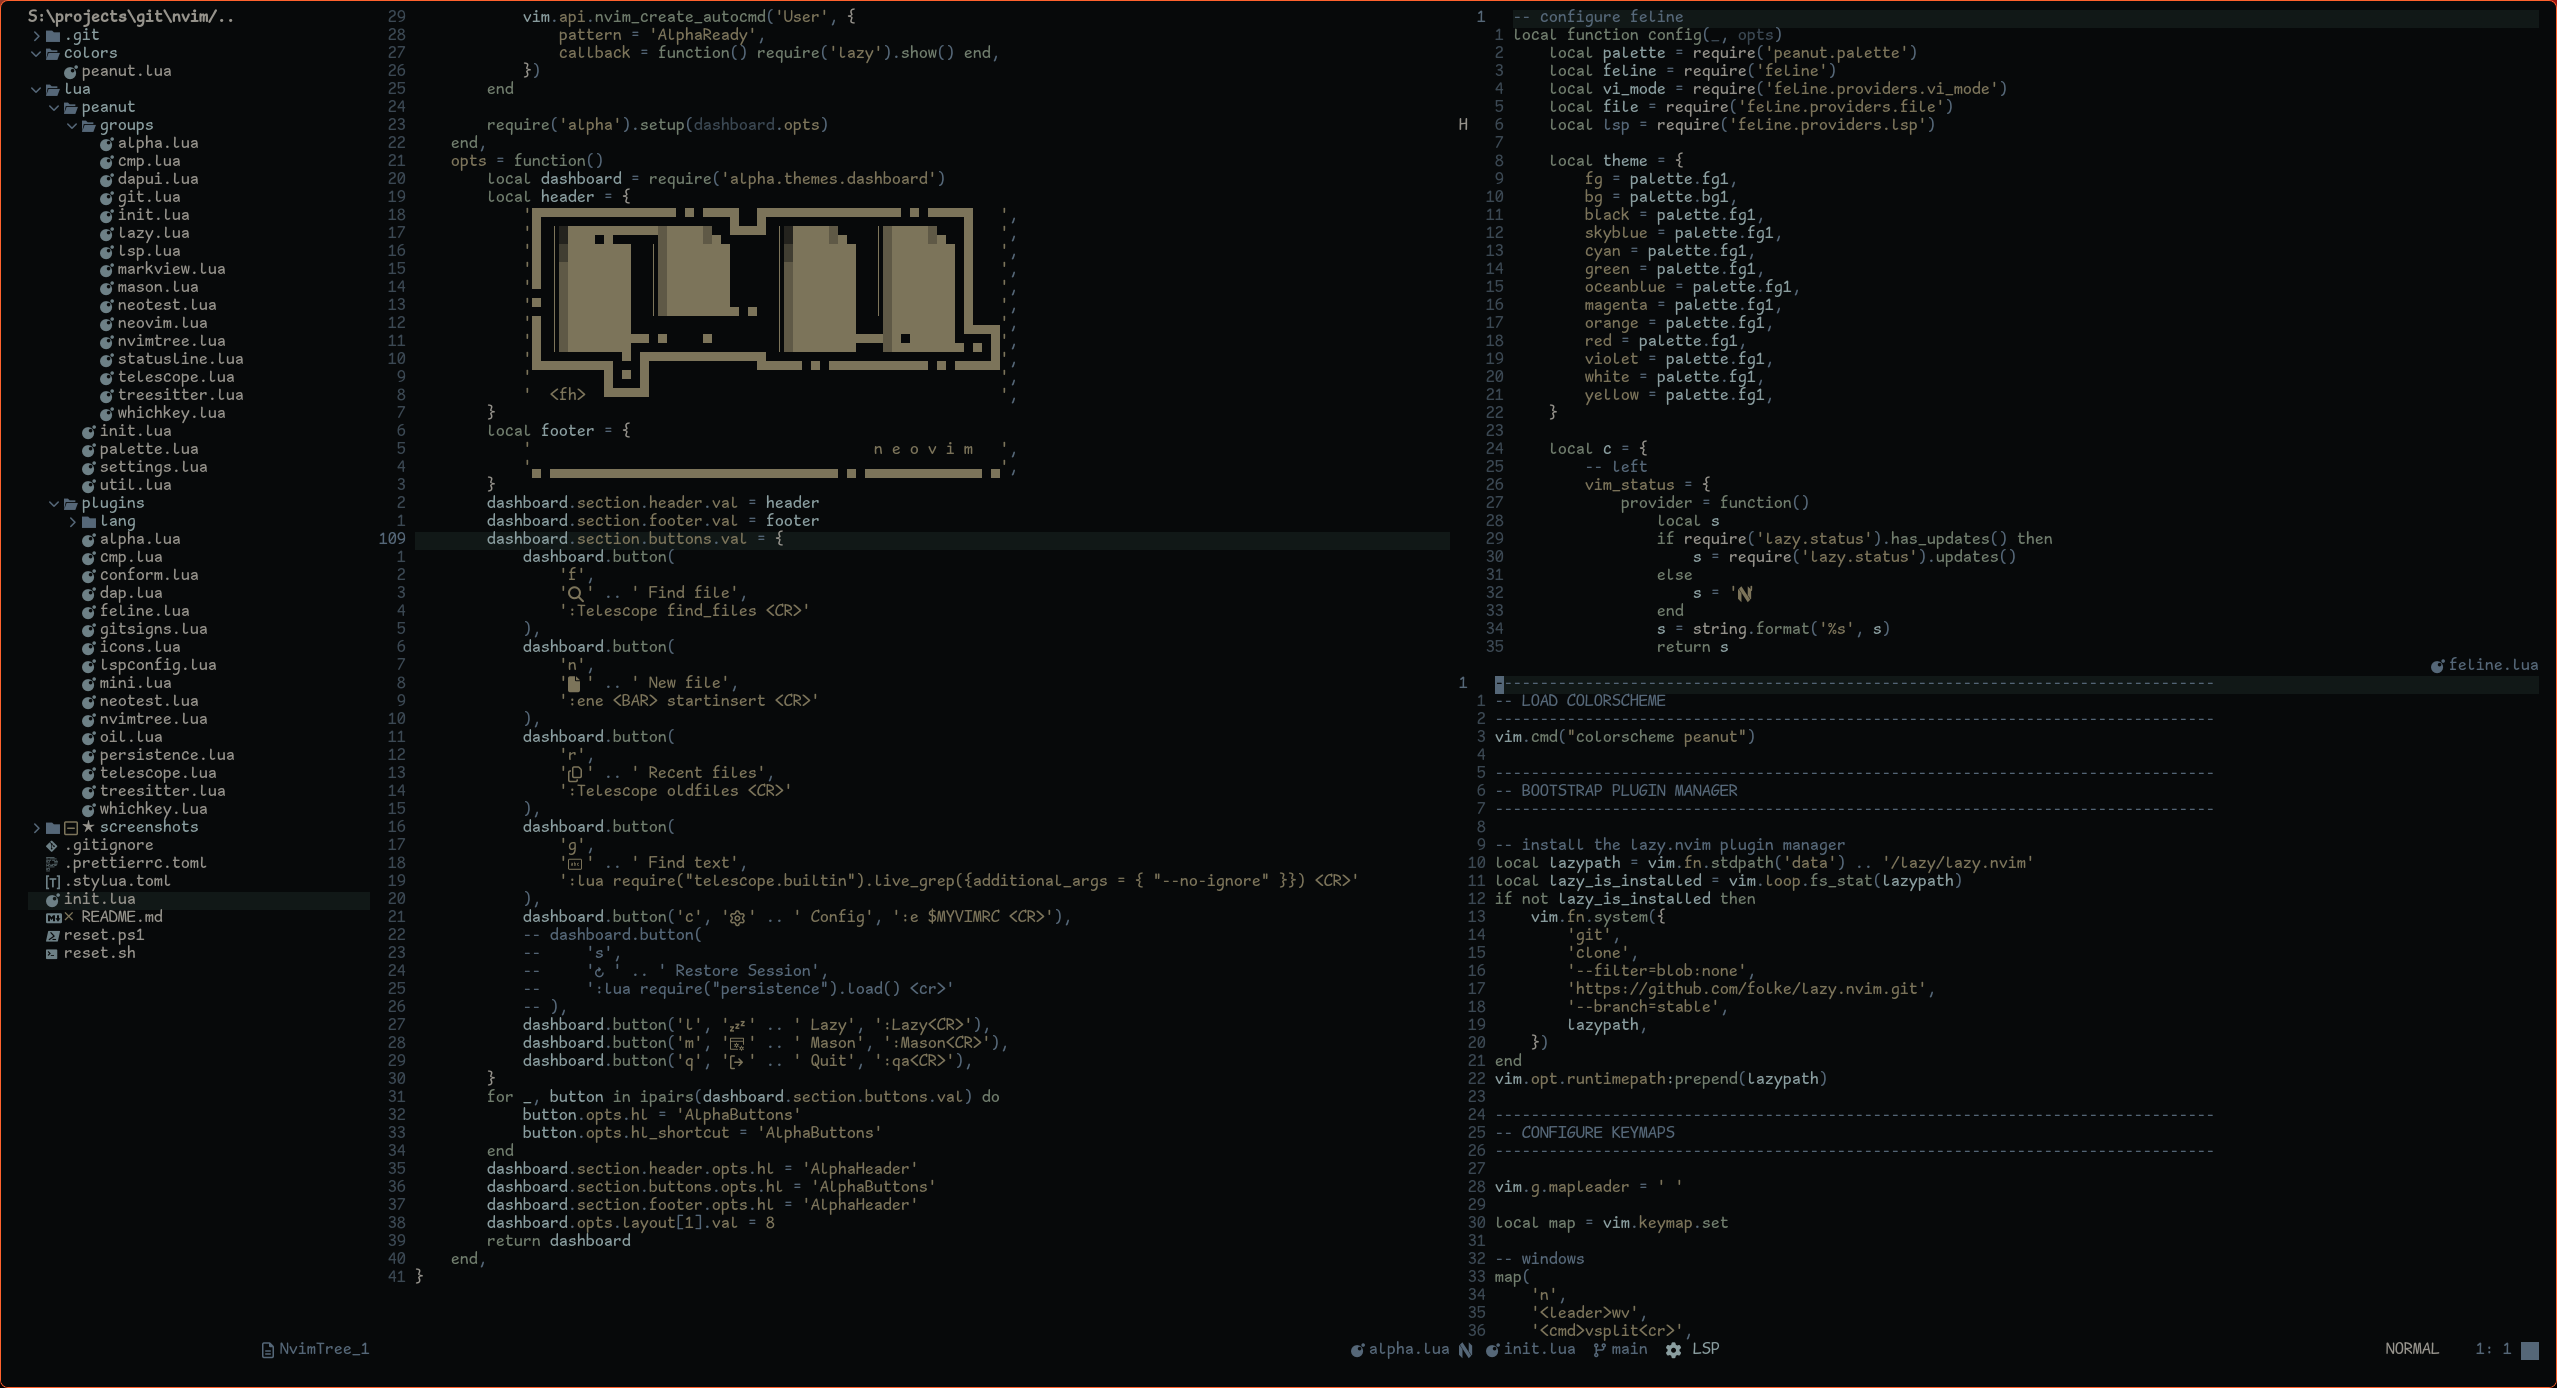 S:\projects\git\nvim/..
.git
colors
peanut.lua
lua
peanut
groups
alpha.lua
cmp.lua
dapui.lua
git.lua
init.lua
lazy.lua
lsp.lua
markview.lua
mason.lua
neotest.lua
neovim.lua
nvimtree.lua
statusline.lua
telescope.lua
treesitter.lua
whichkey.lua
init.lua
palette.lua
settings.lua
util.lua
plugins
lang
alpha.lua
cmp.lua
conform.lua
dap.lua
feline.lua
gitsigns.lua
icons.lua
lspconfig.lua
mini.lua
neotest.lua
nvimtree.lua
oil.lua
persistence.lua
telescope.lua
treesitter.lua
whichkey.lua
★ screenshots
.gitignore
.prettierrc.toml
.stylua.toml
init.lua
× README.md
reset.ps1
reset.sh
NvimTree_1
29 vim.api.nvim_create_autocmd('User', {
28 pattern = 'AlphaReady',
27 callback = function() require('lazy').show() end,
26 })
25 end
24
23 require('alpha').setup(dashboard.opts)
22 end,
21 opts = function()
20 local dashboard = require('alpha.themes.dashboard')
19 local header = {
18 ' ',
17 ' ',
16 ' ',
15 ' ',
14 ' ',
13 ' ',
12 ' ',
11 ' ',
10 ' ',
9 ' ',
8 ' <fh> ',
7 }
6 local footer = {
5 ' n e o v i m ',
4 ' ',
3 }
2 dashboard.section.header.val = header
1 dashboard.section.footer.val = footer
109 dashboard.section.buttons.val = {
1 dashboard.button(
2 'f',
3 ' ' .. ' Find file',
4 ':Telescope find_files <CR>'
5 ),
6 dashboard.button(
7 'n',
8 ' ' .. ' New file',
9 ':ene <BAR> startinsert <CR>'
10 ),
11 dashboard.button(
12 'r',
13 ' ' .. ' Recent files',
14 ':Telescope oldfiles <CR>'
15 ),
16 dashboard.button(
17 'g',
18 ' ' .. ' Find text',
19 ':lua require("telescope.builtin").live_grep({additional_args = { "--no-ignore" }}) <CR>'
20 ),
21 dashboard.button('c', ' ' .. ' Config', ':e $MYVIMRC <CR>'),
22 -- dashboard.button(
23 -- 's',
24 -- ' ' .. ' Restore Session',
25 -- ':lua require("persistence").load() <cr>'
26 -- ),
27 dashboard.button('l', ' ' .. ' Lazy', ':Lazy<CR>'),
28 dashboard.button('m', ' ' .. ' Mason', ':Mason<CR>'),
29 dashboard.button('q', ' ' .. ' Quit', ':qa<CR>'),
30 }
31 for _, button in ipairs(dashboard.section.buttons.val) do
32 button.opts.hl = 'AlphaButtons'
33 button.opts.hl_shortcut = 'AlphaButtons'
34 end
35 dashboard.section.header.opts.hl = 'AlphaHeader'
36 dashboard.section.buttons.opts.hl = 'AlphaButtons'
37 dashboard.section.footer.opts.hl = 'AlphaHeader'
38 dashboard.opts.layout[1].val = 8
39 return dashboard
40 end,
41 }
alpha.lua
1 -- configure feline
1 local function config(_, opts)
2 local palette = require('peanut.palette')
3 local feline = require('feline')
4 local vi_mode = require('feline.providers.vi_mode')
5 local file = require('feline.providers.file')
H 6 local lsp = require('feline.providers.lsp')
7
8 local theme = {
9 fg = palette.fg1,
10 bg = palette.bg1,
11 black = palette.fg1,
12 skyblue = palette.fg1,
13 cyan = palette.fg1,
14 green = palette.fg1,
15 oceanblue = palette.fg1,
16 magenta = palette.fg1,
17 orange = palette.fg1,
18 red = palette.fg1,
19 violet = palette.fg1,
20 white = palette.fg1,
21 yellow = palette.fg1,
22 }
23
24 local c = {
25 -- left
26 vim_status = {
27 provider = function()
28 local s
29 if require('lazy.status').has_updates() then
30 s = require('lazy.status').updates()
31 else
32 s = ' '
33 end
34 s = string.format('%s', s)
35 return s
feline.lua
1 --------------------------------------------------------------------------------
1 -- LOAD COLORSCHEME
2 --------------------------------------------------------------------------------
3 vim.cmd("colorscheme peanut")
4
5 --------------------------------------------------------------------------------
6 -- BOOTSTRAP PLUGIN MANAGER
7 --------------------------------------------------------------------------------
8
9 -- install the lazy.nvim plugin manager
10 local lazypath = vim.fn.stdpath('data') .. '/lazy/lazy.nvim'
11 local lazy_is_installed = vim.loop.fs_stat(lazypath)
12 if not lazy_is_installed then
13 vim.fn.system({
14 'git',
15 'clone',
16 '--filter=blob:none',
17 'https://github.com/folke/lazy.nvim.git',
18 '--branch=stable',
19 lazypath,
20 })
21 end
22 vim.opt.runtimepath:prepend(lazypath)
23
24 --------------------------------------------------------------------------------
25 -- CONFIGURE KEYMAPS
26 --------------------------------------------------------------------------------
27
28 vim.g.mapleader = ' '
29
30 local map = vim.keymap.set
31
32 -- windows
33 map(
34 'n',
35 '<leader>wv',
36 '<cmd>vsplit<cr>',
init.lua main LSP NORMAL 1: 1